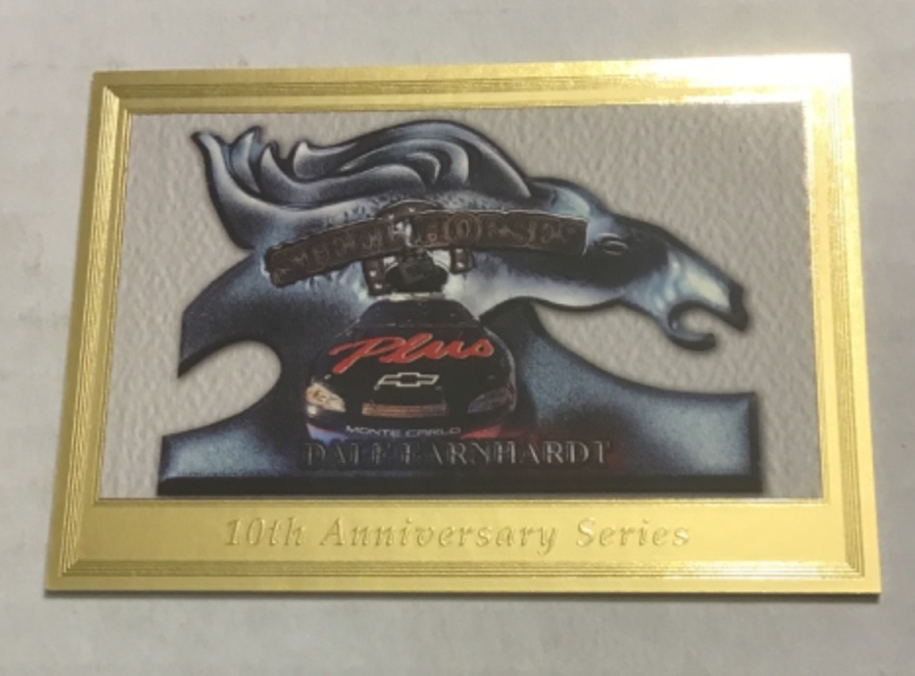 Plus
MONTE CARLO
DALE EARNHARDT
10th Anniversary Series